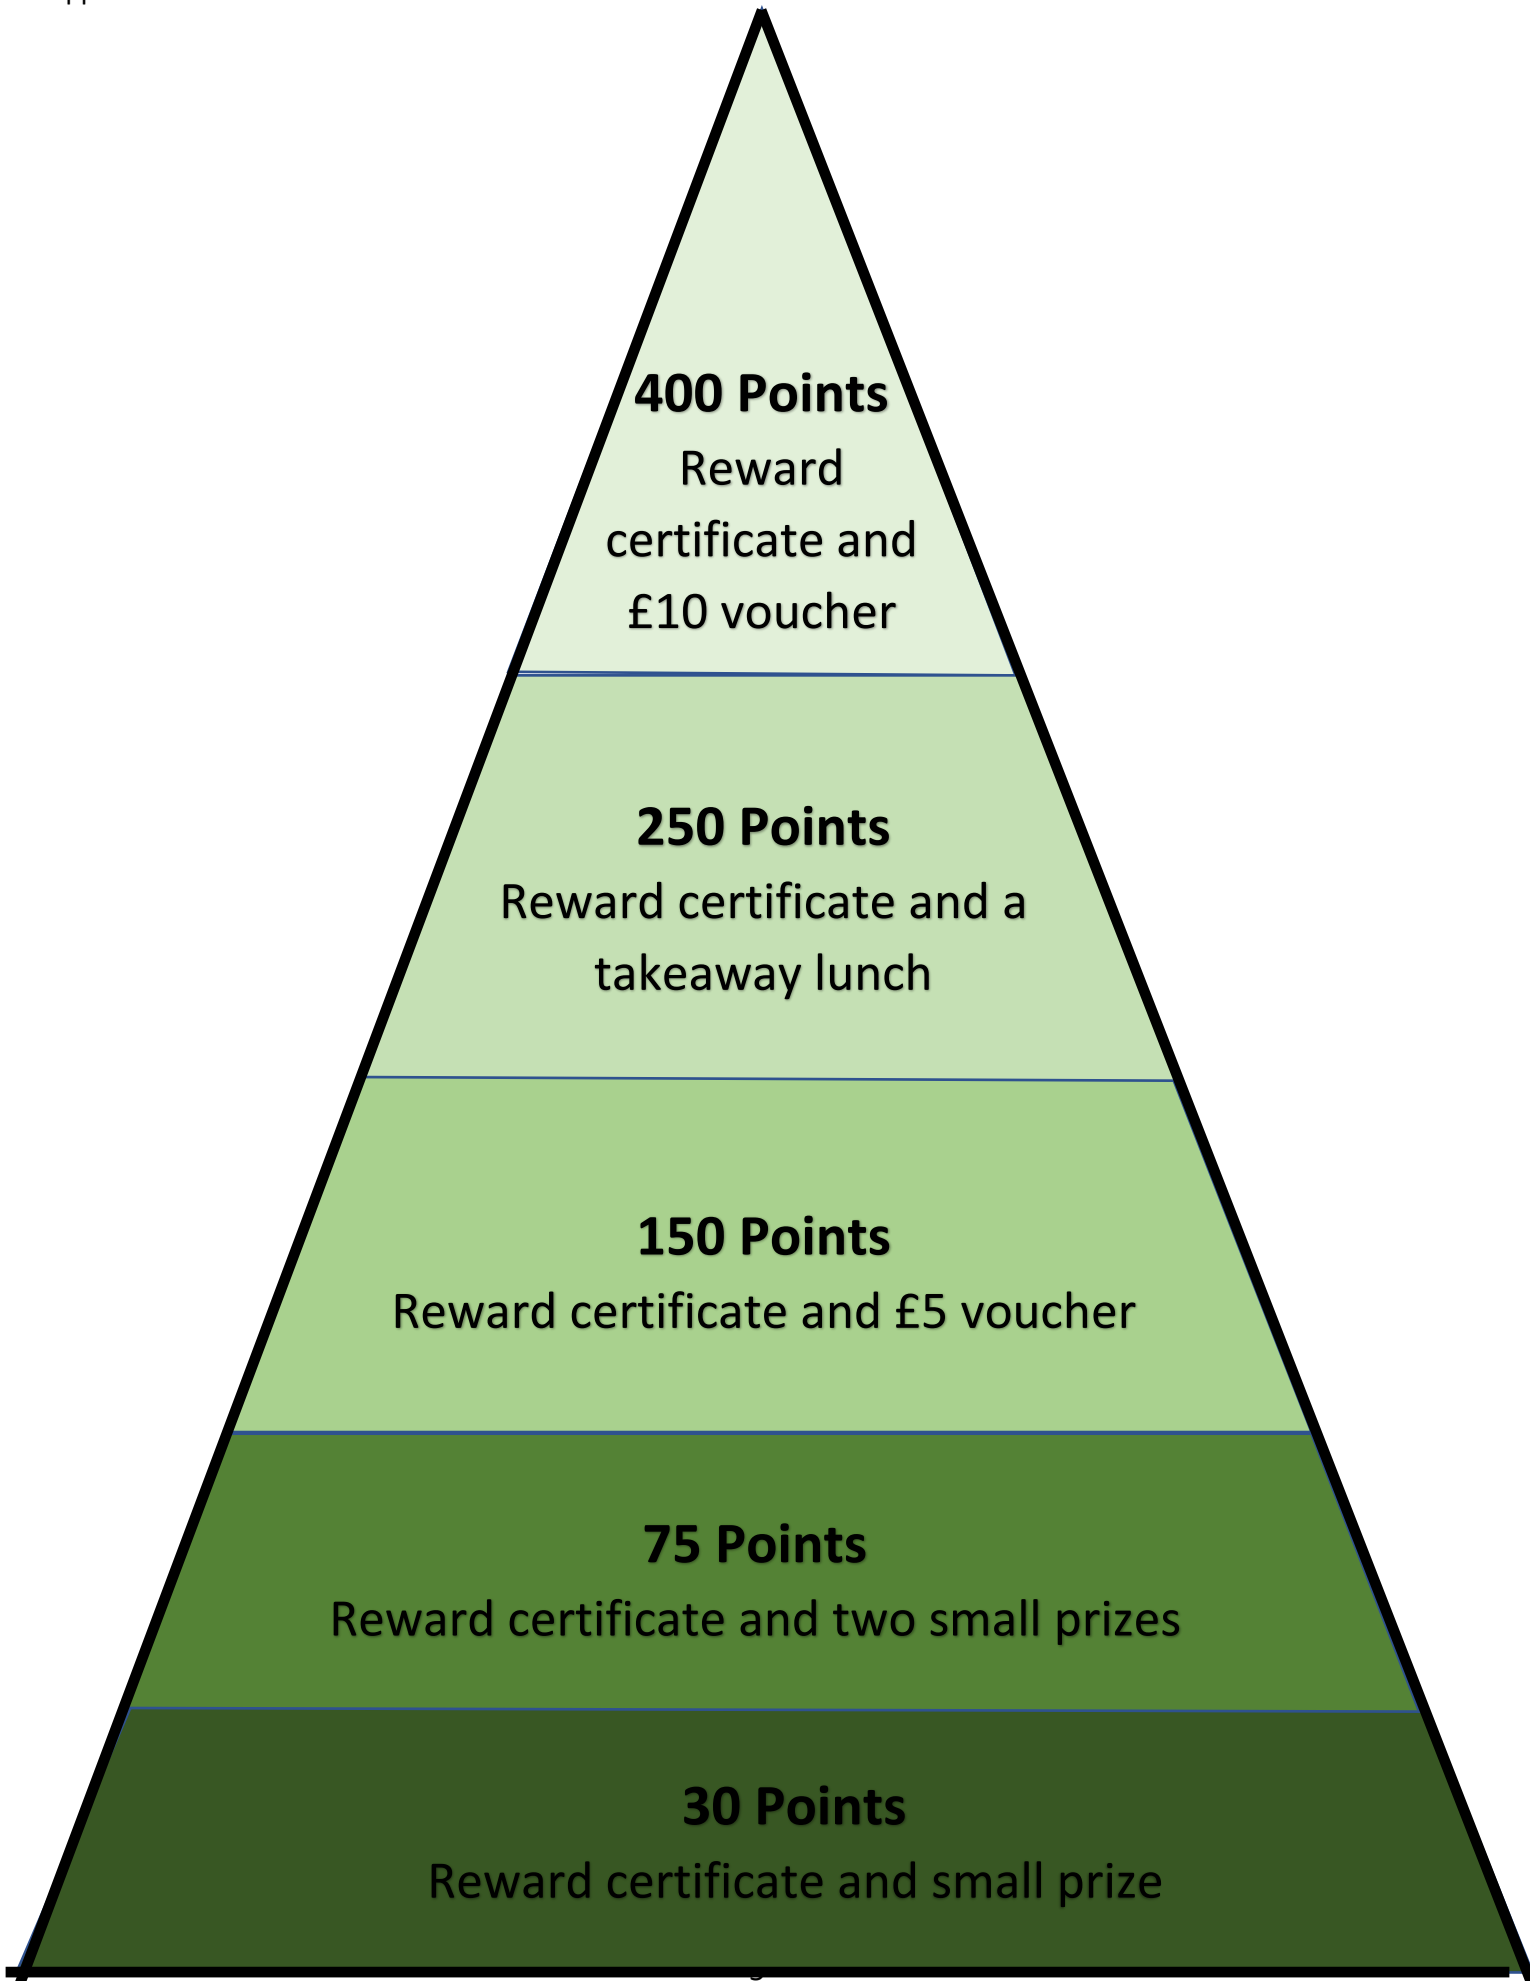 400 Points
Reward
certificate and
£10 voucher
250 Points
Reward certificate and a
takeaway lunch
150 Points
Reward certificate and £5 voucher
75 Points
Reward certificate and two small prizes
30 Points
Reward certificate and small prize